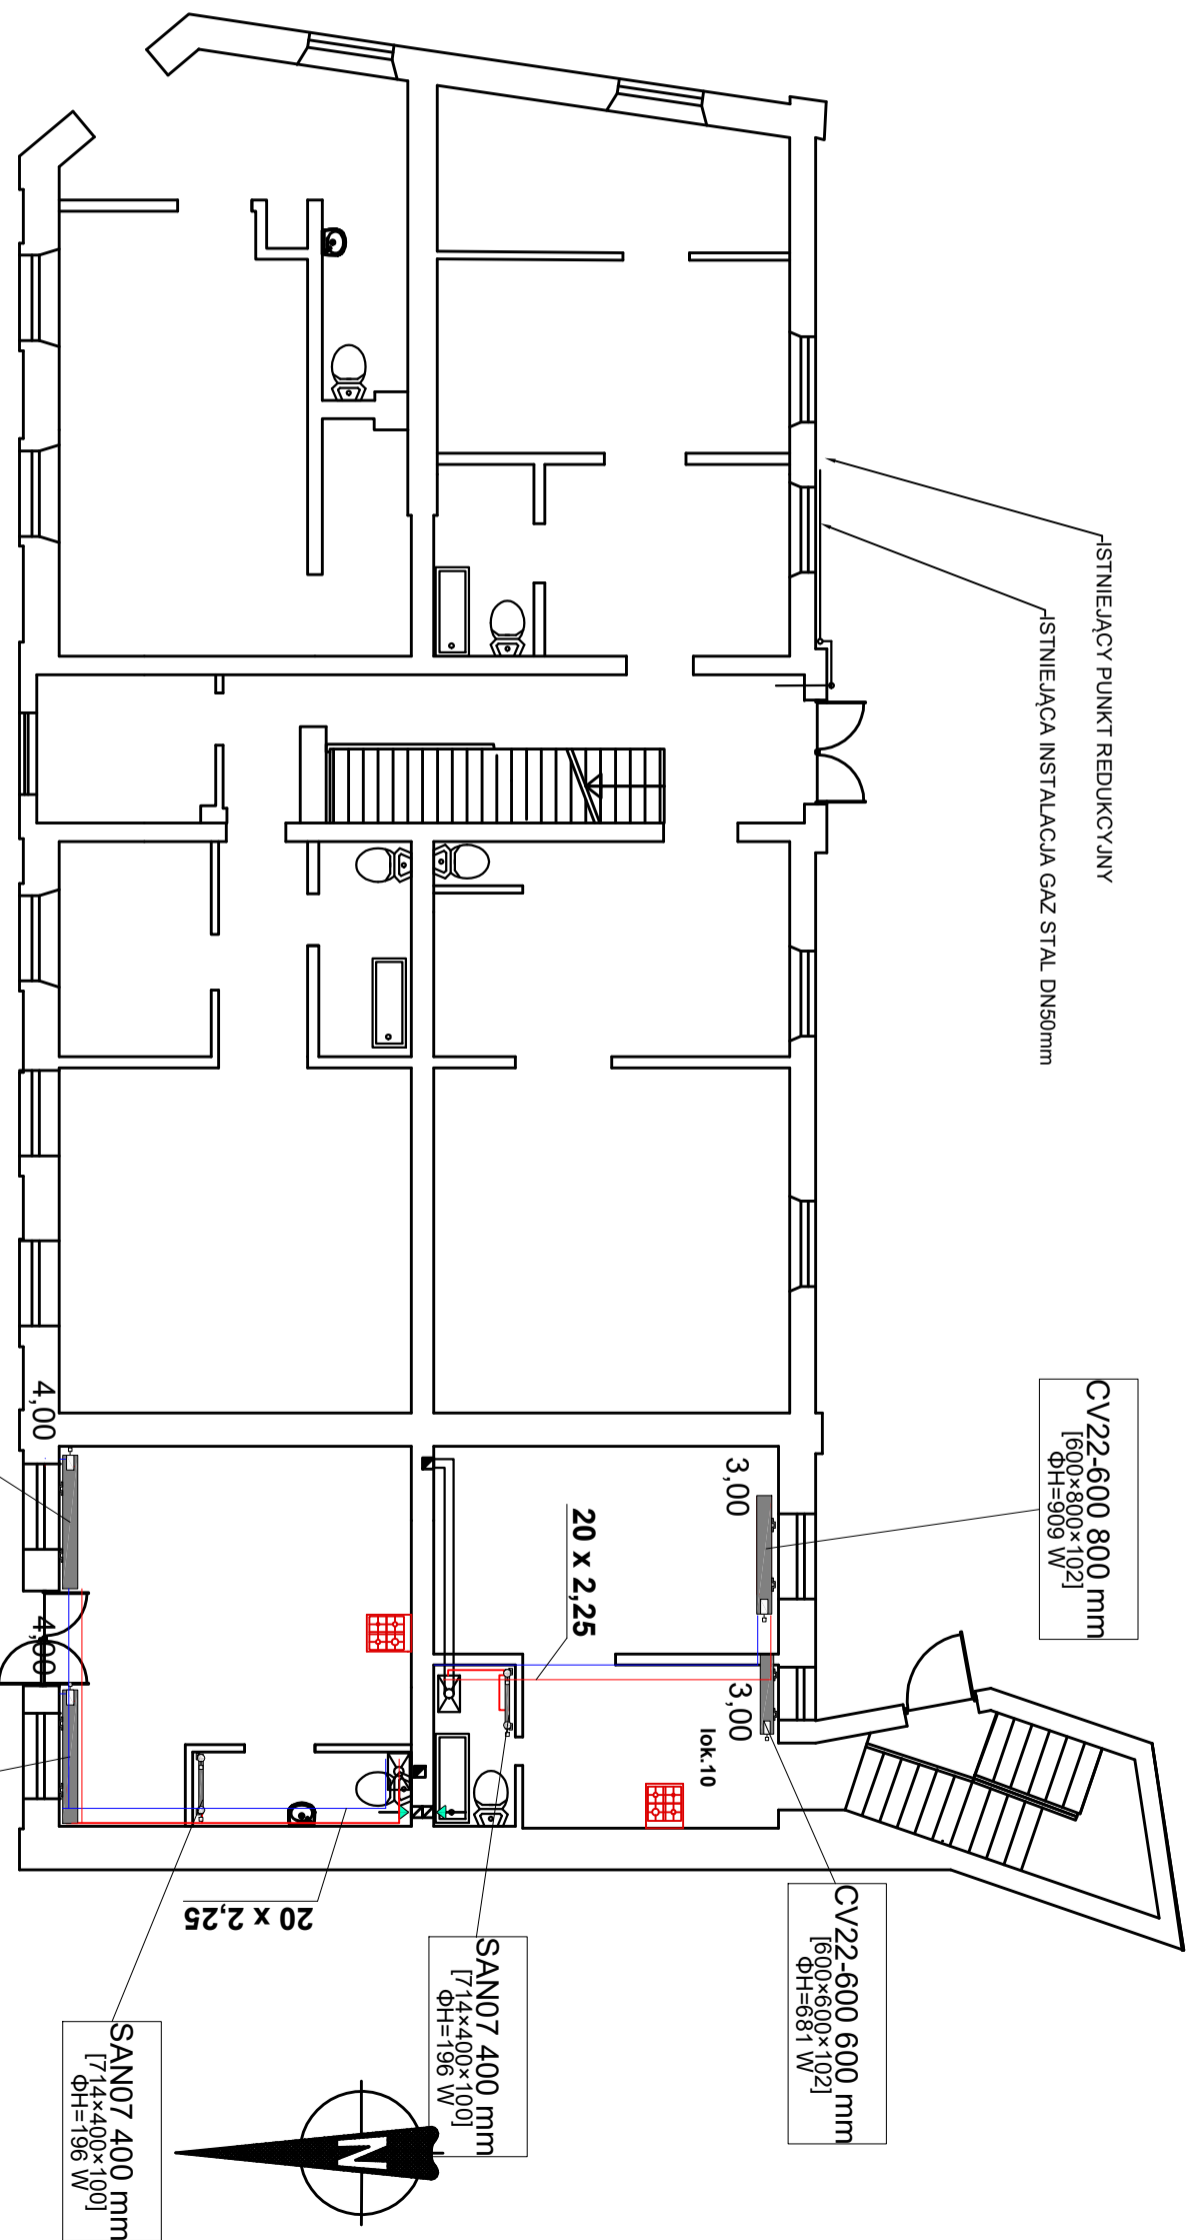 ISTNIEJĄCY PUNKT REDUKCYJNY
ISTNIEJĄCA INSTALACJA GAZ STAL DN50mm
CV22-600 800 mm
[600×800×102]
ΦH=909 W
3,00
20 x 2,25
3,00
lok.10
4,00
4,00
CV22-600 600 mm
[600×600×102]
ΦH=681 W
20 x 2,25
SAN07 400 mm
[714×400×100]
ΦH=196 W
SAN07 400 mm
[714×400×100]
ΦH=196 W
N